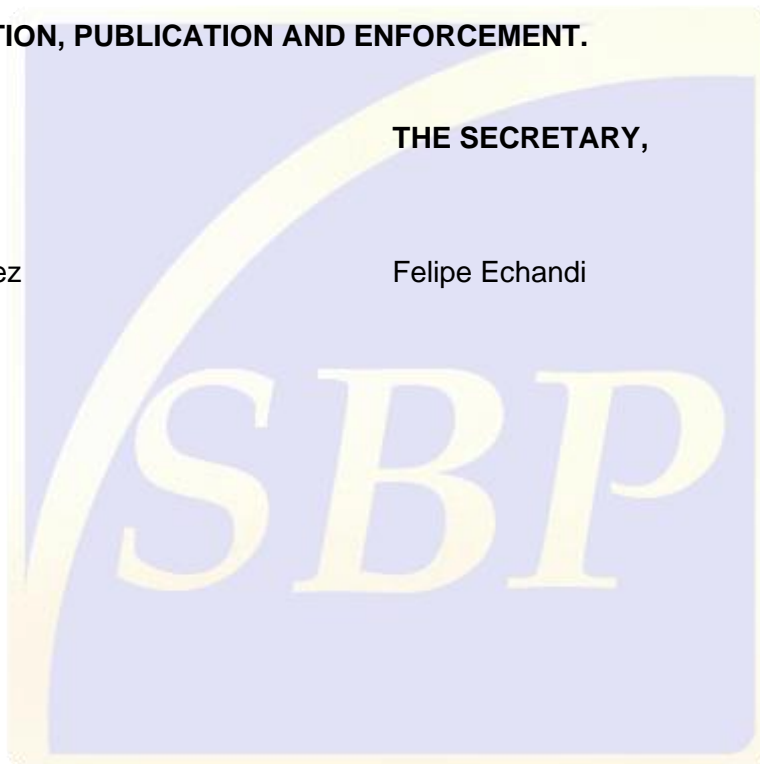 TION, PUBLICATION AND ENFORCEMENT.
THE SECRETARY,
ez Felipe Echandi
SBP